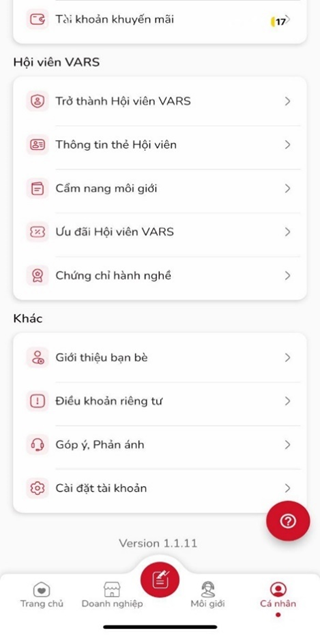 Tài khoản khuyến mãi
17
Hội viên VARS
Trở thành Hội viên VARS
Thông tin thẻ Hội viên
Cẩm nang môi giới
Ưu đãi Hội viên VARS
Chứng chỉ hành nghề
Khác
Giới thiệu bạn bè
Điều khoản riêng tư
Góp ý, Phản ánh
Cài đặt tài khoản
Version 1.1.11
Trang chủ
Doanh nghiệp
Môi giới
Cá nhân